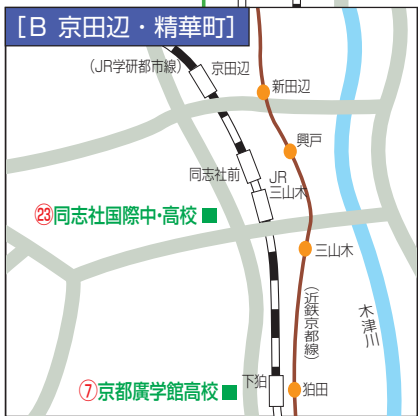 [B 京田辺・精華町]
(JR学研都市線)
京田辺
新田辺
興戸
同志社前
JR
三山木
㉓同志社国際中・高校
三山木
(近鉄京都線)
木津川
⑦京都廣学館高校
下狛
狛田